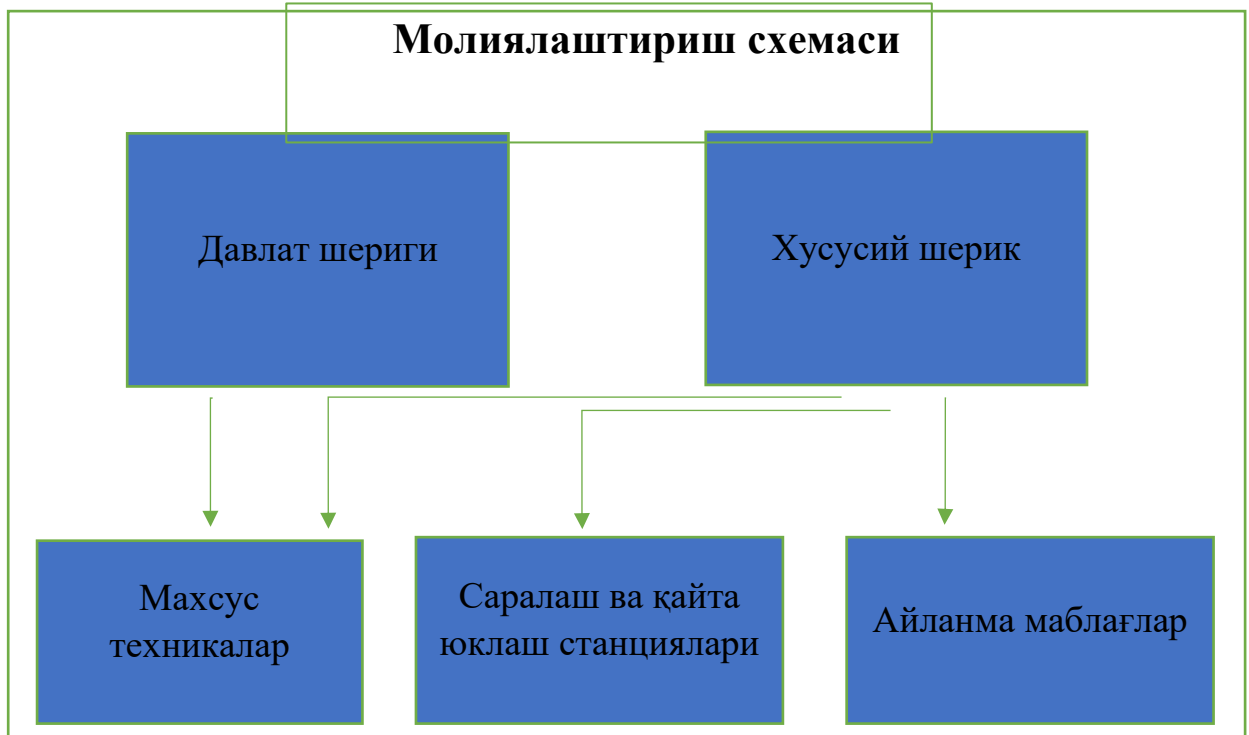 Молиялаштириш схемаси
Давлат шериги
Хусусий шерик
Махсус
техникалар
Саралаш ва қайта
юклаш станциялари
Айланма маблағлар